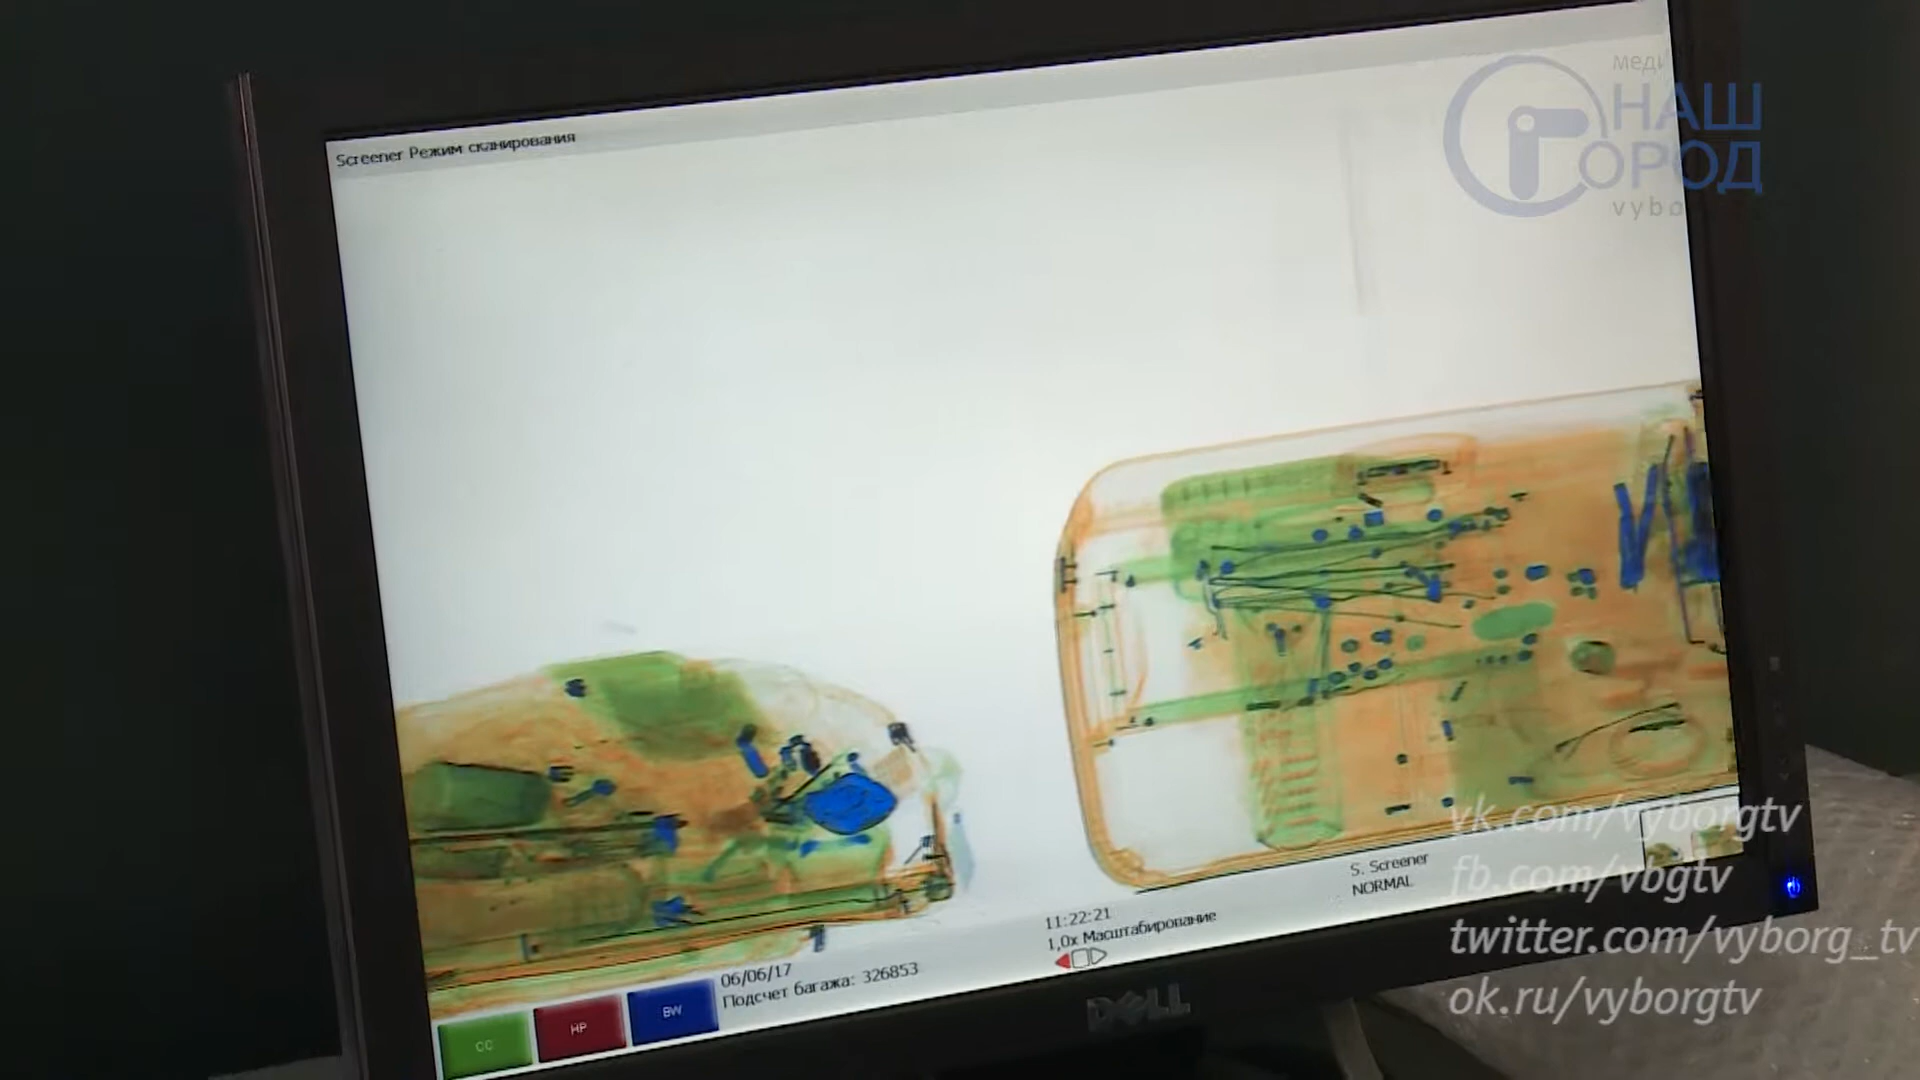 Screener Режим сканирования
НАШ
ГОРОД
11:22:21
1,0x Масштабирование
S. Screener
NORMAL
06/06/17
Подсчет багажа: 326853
CC
HP
BW
DELL
vk.com/vyborgtv
fb.com/vbgtv
twitter.com/vyborg_tv
ok.ru/vyborgtv